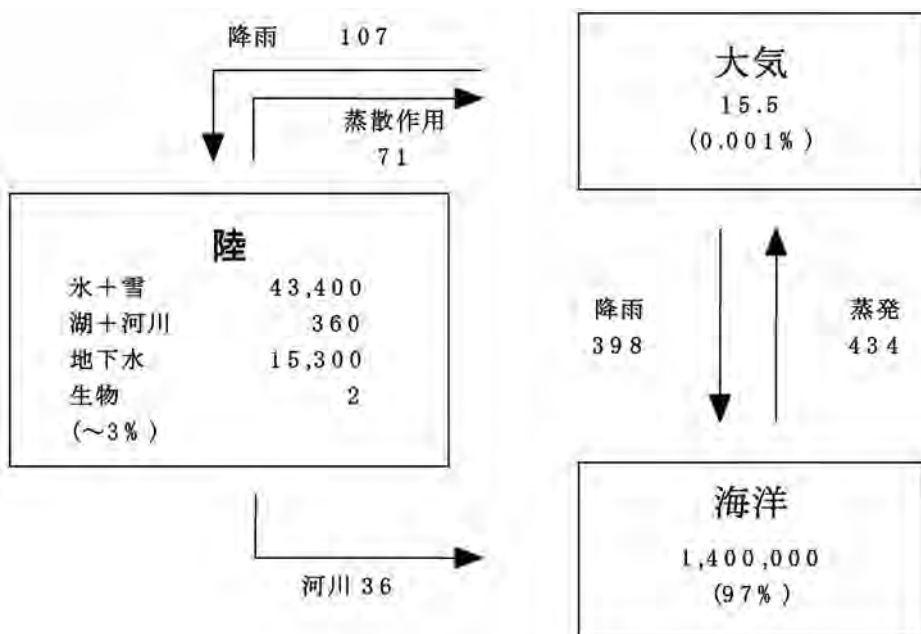 降雨 107
蒸散作用
71
大気
15.5
(0.001%)
陸
氷＋雪 43,400
湖＋河川 360
地下水 15,300
生物 2
(～3%)
降雨
398
蒸発
434
河川 36
海洋
1,400,000
(97%)